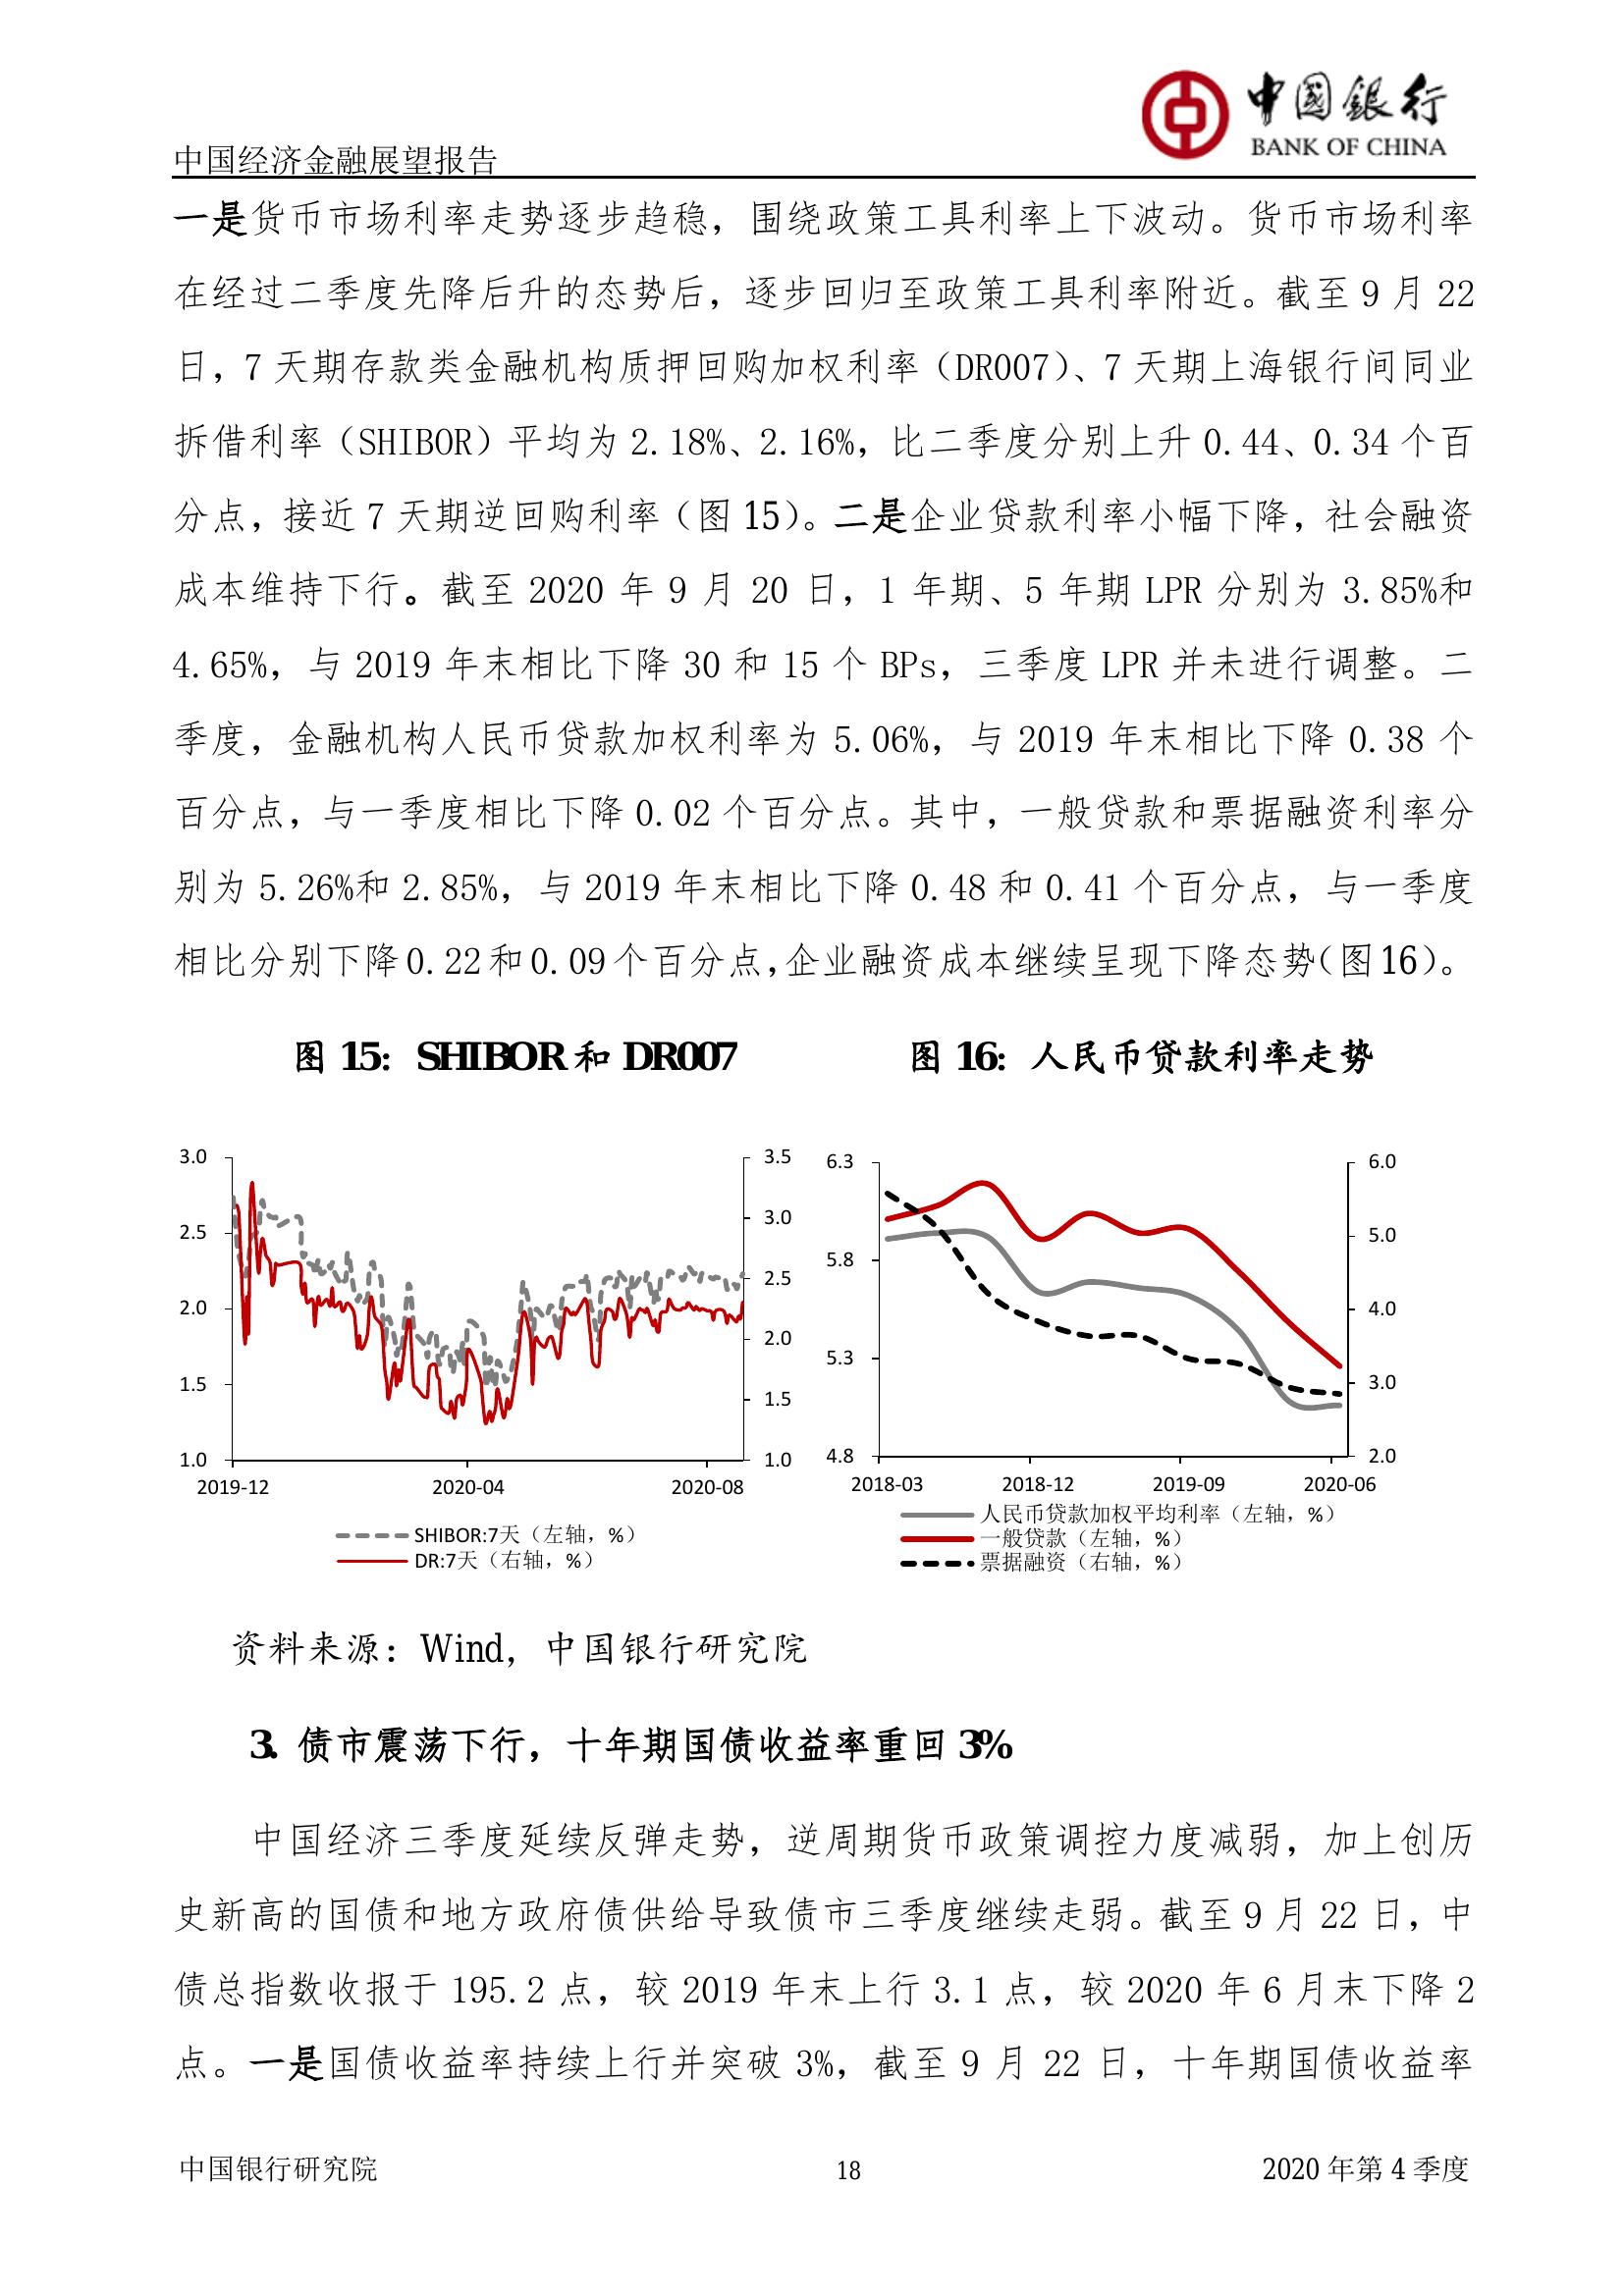 中国经济金融展望报告
中國銀行
BANK OF CHINA
一是货币市场利率走势逐步趋稳，围绕政策工具利率上下波动。货币市场利率
在经过二季度先降后升的态势后，逐步回归至政策工具利率附近。截至 9 月 22
日，7 天期存款类金融机构质押回购加权利率（DR007）、7 天期上海银行间同业
拆借利率（SHIBOR）平均为 2.18%、2.16%，比二季度分别上升 0.44、0.34 个百
分点，接近 7 天期逆回购利率（图 15）。二是企业贷款利率小幅下降，社会融资
成本维持下行。截至 2020 年 9 月 20 日，1 年期、5 年期 LPR 分别为 3.85%和
4.65%，与 2019 年末相比下降 30 和 15 个 BPs，三季度 LPR 并未进行调整。二
季度，金融机构人民币贷款加权利率为 5.06%，与 2019 年末相比下降 0.38 个
百分点，与一季度相比下降 0.02 个百分点。其中，一般贷款和票据融资利率分
别为 5.26%和 2.85%，与 2019 年末相比下降 0.48 和 0.41 个百分点，与一季度
相比分别下降 0.22 和 0.09 个百分点，企业融资成本继续呈现下降态势（图 16）。
图 15：SHIBOR 和 DR007
3.0
2.5
2.0
1.5
1.0
3.5
3.0
2.5
2.0
1.5
1.0
2019-12 2020-04 2020-08
SHIBOR:7天（左轴，%）
DR:7天（右轴，%）
图 16：人民币贷款利率走势
6.3
5.8
5.3
4.8
6.0
5.0
4.0
3.0
2.0
2018-03 2018-12 2019-09 2020-06
人民币贷款加权平均利率（左轴，%）
一般贷款（左轴，%）
票据融资（右轴，%）
资料来源：Wind，中国银行研究院
3. 债市震荡下行，十年期国债收益率重回 3%
中国经济三季度延续反弹走势，逆周期货币政策调控力度减弱，加上创历
史新高的国债和地方政府债供给导致债市三季度继续走弱。截至 9 月 22 日，中
债总指数收报于 195.2 点，较 2019 年末上行 3.1 点，较 2020 年 6 月末下降 2
点。一是国债收益率持续上行并突破 3%，截至 9 月 22 日，十年期国债收益率
中国银行研究院 18 2020 年第 4 季度